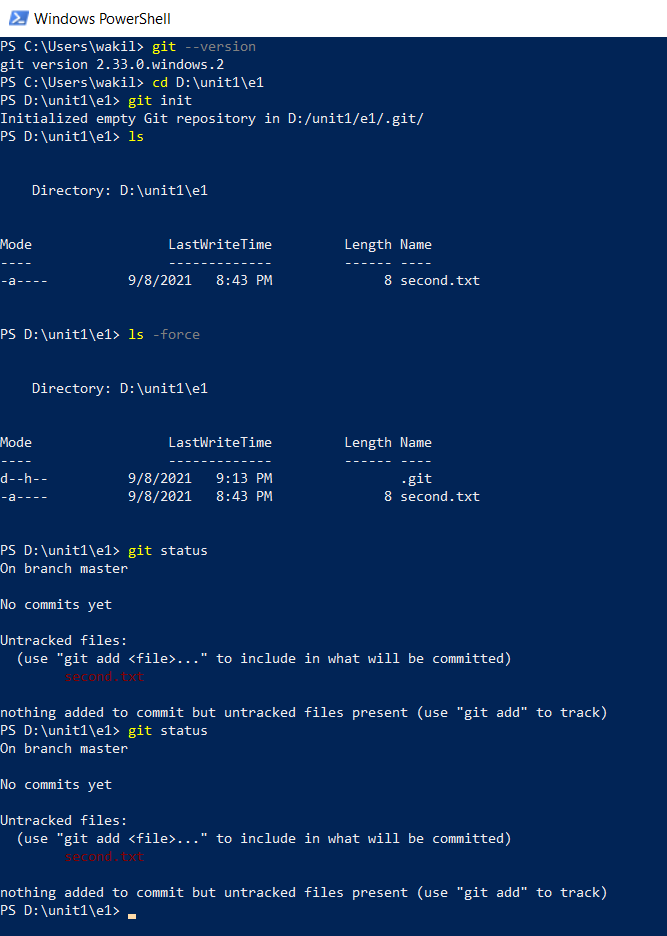 Windows PowerShell
PS C:\Users\wakil> git --version
git version 2.33.0.windows.2
PS C:\Users\wakil> cd D:\unit1\e1
PS D:\unit1\e1> git init
Initialized empty Git repository in D:/unit1/e1/.git/
PS D:\unit1\e1> ls
Directory: D:\unit1\e1
Mode LastWriteTime Length Name
---- ------------- ------ ----
-a---- 9/8/2021 8:43 PM 8 second.txt
PS D:\unit1\e1> ls -force
Directory: D:\unit1\e1
Mode LastWriteTime Length Name
---- ------------- ------ ----
d--h-- 9/8/2021 9:13 PM .git
-a---- 9/8/2021 8:43 PM 8 second.txt
PS D:\unit1\e1> git status
On branch master
No commits yet
Untracked files:
(use "git add <file>..." to include in what will be committed)
second.txt
nothing added to commit but untracked files present (use "git add" to track)
PS D:\unit1\e1> git status
On branch master
No commits yet
Untracked files:
(use "git add <file>..." to include in what will be committed)
second.txt
nothing added to commit but untracked files present (use "git add" to track)
PS D:\unit1\e1>